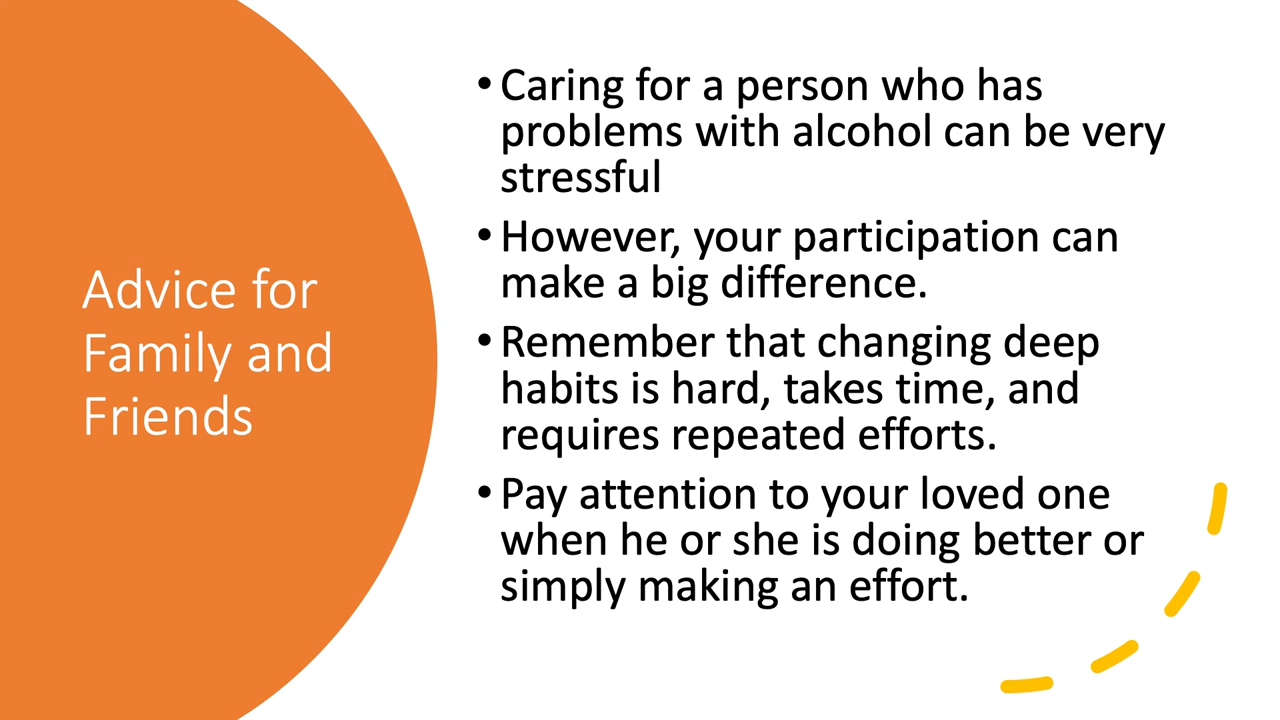 Advice for
Family and
Friends
• Caring for a person who has
problems with alcohol can be very
stressful
• However, your participation can
make a big difference.
• Remember that changing deep
habits is hard, takes time, and
requires repeated efforts.
• Pay attention to your loved one
when he or she is doing better or
simply making an effort.